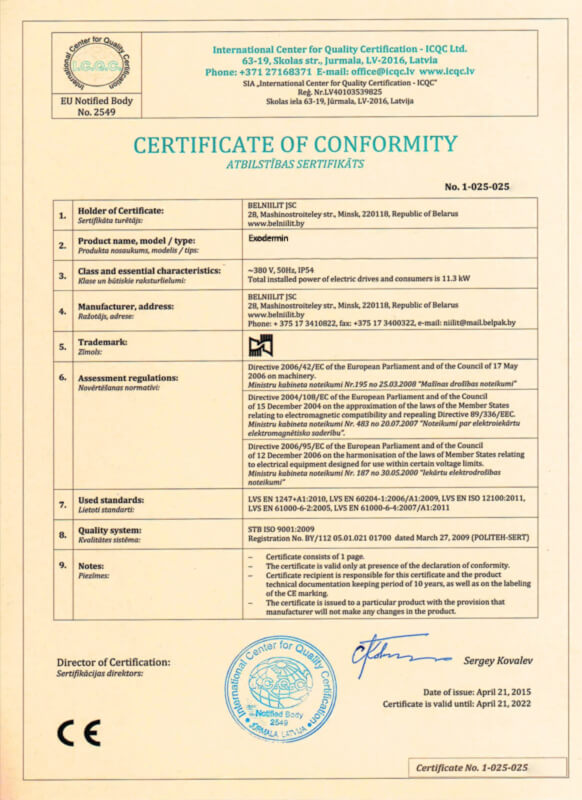 International Center for Quality Certification
I.C.Q.C.
EU Notified Body
No. 2549
International Center for Quality Certification - ICQC Ltd.
63-19, Skolas str., Jurmala, LV-2016, Latvia
Phone: +371 27168371 E-mail: office@icqc.lv www.icqc.lv
SIA „International Center for Quality Certification - ICQC"
Reģ. Nr.LV40103539825
Skolas iela 63-19, Jūrmala, LV-2016, Latvija
CERTIFICATE OF CONFORMITY
ATBILSTĪBAS SERTIFIKĀTS
No. 1-025-025
1. Holder of Certificate:
Sertifikāta turētājs:
BELNIILIT JSC
28, Mashinostroiteley str., Minsk, 220118, Republic of Belarus
www.belniilit.by
2. Product name, model / type:
Produkta nosaukums, modelis / tips:
Exodermin
3. Class and essential characteristics:
Klase un būtiskie raksturlielumi:
~380 V, 50Hz, IP54
Total installed power of electric drives and consumers is 11.3 kW
4. Manufacturer, address:
Ražotājs, adrese:
BELNIILIT JSC
28, Mashinostroiteley str., Minsk, 220118, Republic of Belarus
www.belniilit.by
Phone: + 375 17 3410822, fax: +375 17 3400322, e-mail: niilit@mail.belpak.by
5. Trademark:
Zīmols:
6. Assessment regulations:
Novērtēšanas normatīvi:
Directive 2006/42/EC of the European Parliament and of the Council of 17 May
2006 on machinery.
Ministru kabineta noteikumi Nr.195 no 25.03.2008 "Mašīnas drošības noteikumi"
Directive 2004/108/EC of the European Parliament and of the Council
of 15 December 2004 on the approximation of the laws of the Member States
relating to electromagnetic compatibility and repealing Directive 89/336/EEC.
Ministru kabineta noteikumi Nr. 483 no 20.07.2007 "Noteikumi par elektroiekārtu
elektromagnētisko saderību".
Directive 2006/95/EC of the European Parliament and of the Council
of 12 December 2006 on the harmonisation of the laws of Member States relating
to electrical equipment designed for use within certain voltage limits.
Ministru kabineta noteikumi Nr. 187 no 30.05.2000 "Iekārtu elektrodrošības
noteikumi"
7. Used standards:
Lietoti standarti:
LVS EN 1247+A1:2010, LVS EN 60204-1:2006/A1:2009, LVS EN ISO 12100:2011,
LVS EN 61000-6-2:2005, LVS EN 61000-6-4:2007/A1:2011
8. Quality system:
Kvalitātes sistēma:
STB ISO 9001:2009
Registration No. BY/112 05.01.021 01700 dated March 27, 2009 (POLITEH-SERT)
9. Notes:
Piezīmes:
– Certificate consists of 1 page.
– The certificate is valid only at presence of the declaration of conformity.
– Certificate recipient is responsible for this certificate and the product
technical documentation keeping period of 10 years, as well as on the labeling
of the CE marking.
– The certificate is issued to a particular product with the provision that
manufacturer will not make any changes in the product.
Director of Certification:
Sertifikācijas direktors:
International Center for Quality Certification
I.C.Q.C.
Notified Body
2549
JŪRMALA, LATVIJA
Sergey Kovalev
Date of issue: April 21, 2015
Certificate is valid until: April 21, 2022
CE
Certificate No. 1-025-025